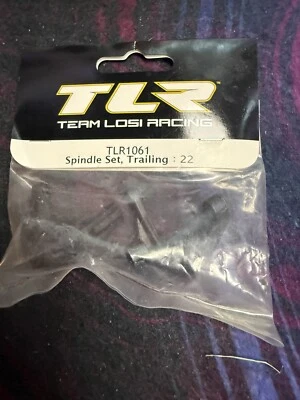 TLR
TEAM LOSI RACING
TLR1061
Spindle Set, Trailing : 22